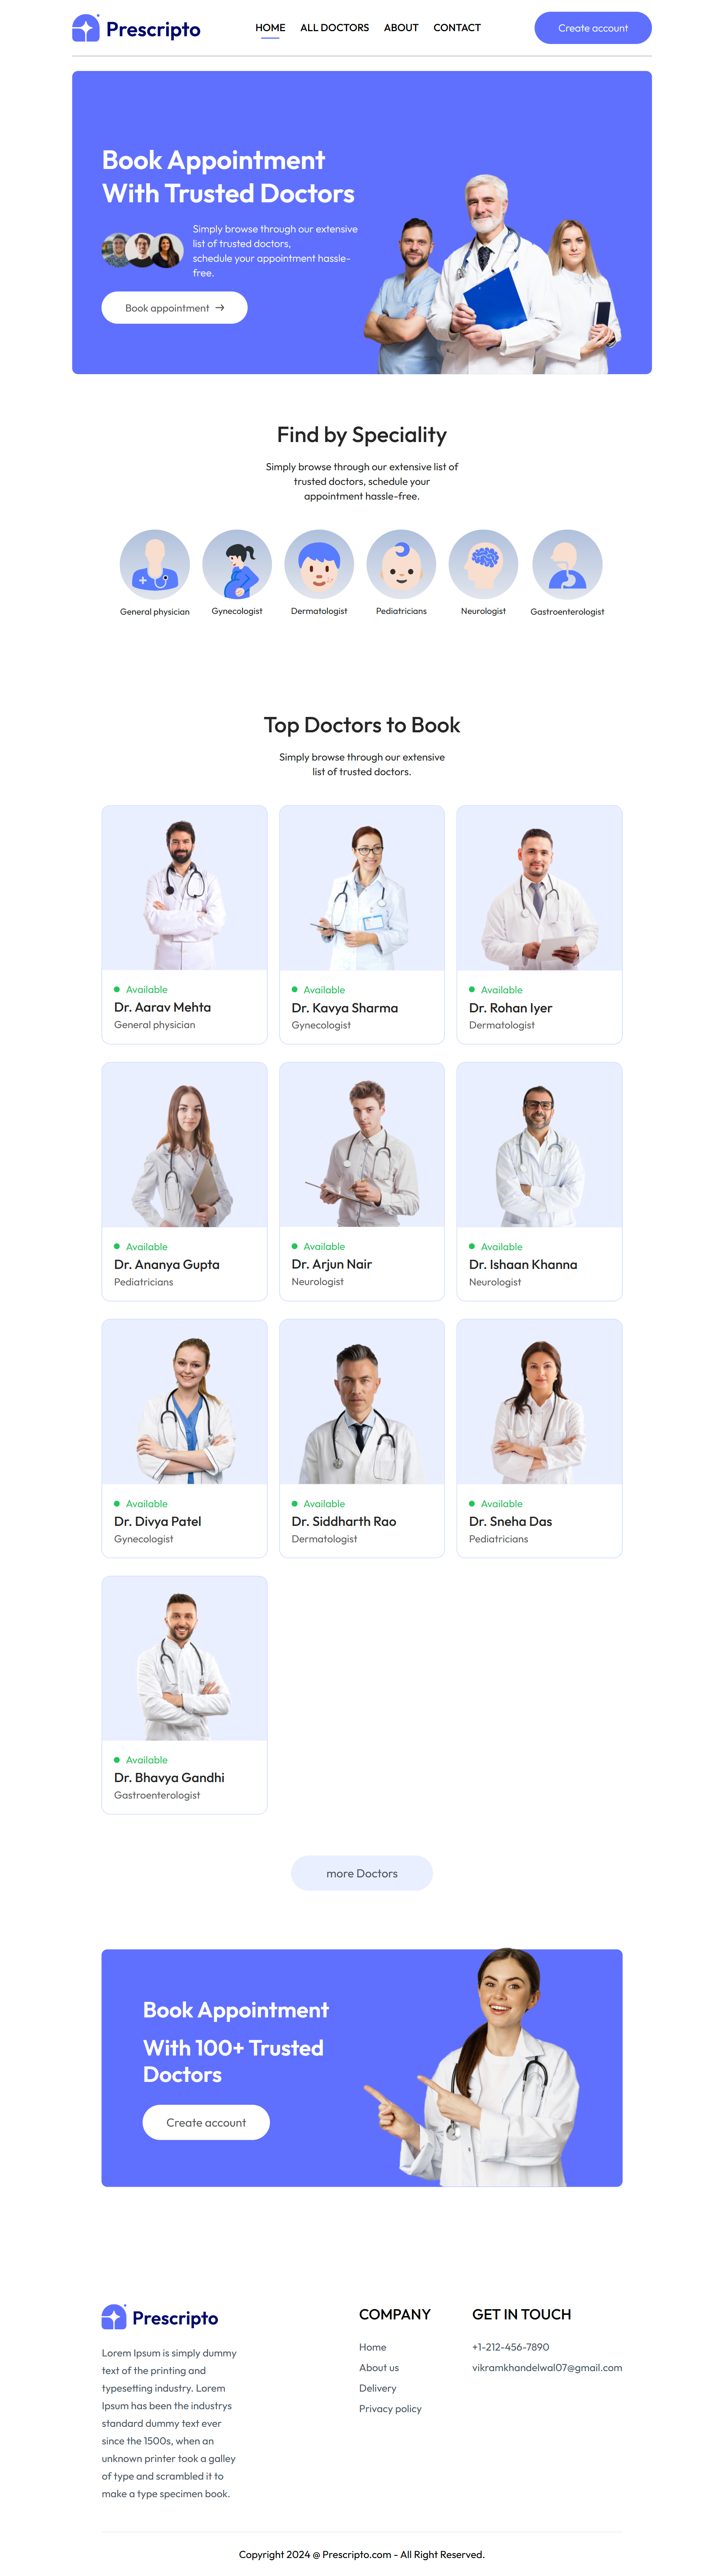 Prescripto
HOME ALL DOCTORS ABOUT CONTACT
Create account
Book Appointment
With Trusted Doctors
Simply browse through our extensive
list of trusted doctors,
schedule your appointment hassle-
free.
Book appointment
Find by Speciality
Simply browse through our extensive list of
trusted doctors, schedule your
appointment hassle-free.
General physician
Gynecologist
Dermatologist
Pediatricians
Neurologist
Gastroenterologist
Top Doctors to Book
Simply browse through our extensive
list of trusted doctors.
Available
Dr. Aarav Mehta
General physician
Available
Dr. Kavya Sharma
Gynecologist
Available
Dr. Rohan Iyer
Dermatologist
Available
Dr. Ananya Gupta
Pediatricians
Available
Dr. Arjun Nair
Neurologist
Available
Dr. Ishaan Khanna
Neurologist
Available
Dr. Divya Patel
Gynecologist
Available
Dr. Siddharth Rao
Dermatologist
Available
Dr. Sneha Das
Pediatricians
Available
Dr. Bhavya Gandhi
Gastroenterologist
more Doctors
Book Appointment
With 100+ Trusted
Doctors
Create account
Prescripto
Lorem Ipsum is simply dummy
text of the printing and
typesetting industry. Lorem
Ipsum has been the industrys
standard dummy text ever
since the 1500s, when an
unknown printer took a galley
of type and scrambled it to
make a type specimen book.
COMPANY
Home
About us
Delivery
Privacy policy
GET IN TOUCH
+1-212-456-7890
vikramkhandelwal07@gmail.com
Copyright 2024 @ Prescripto.com - All Right Reserved.